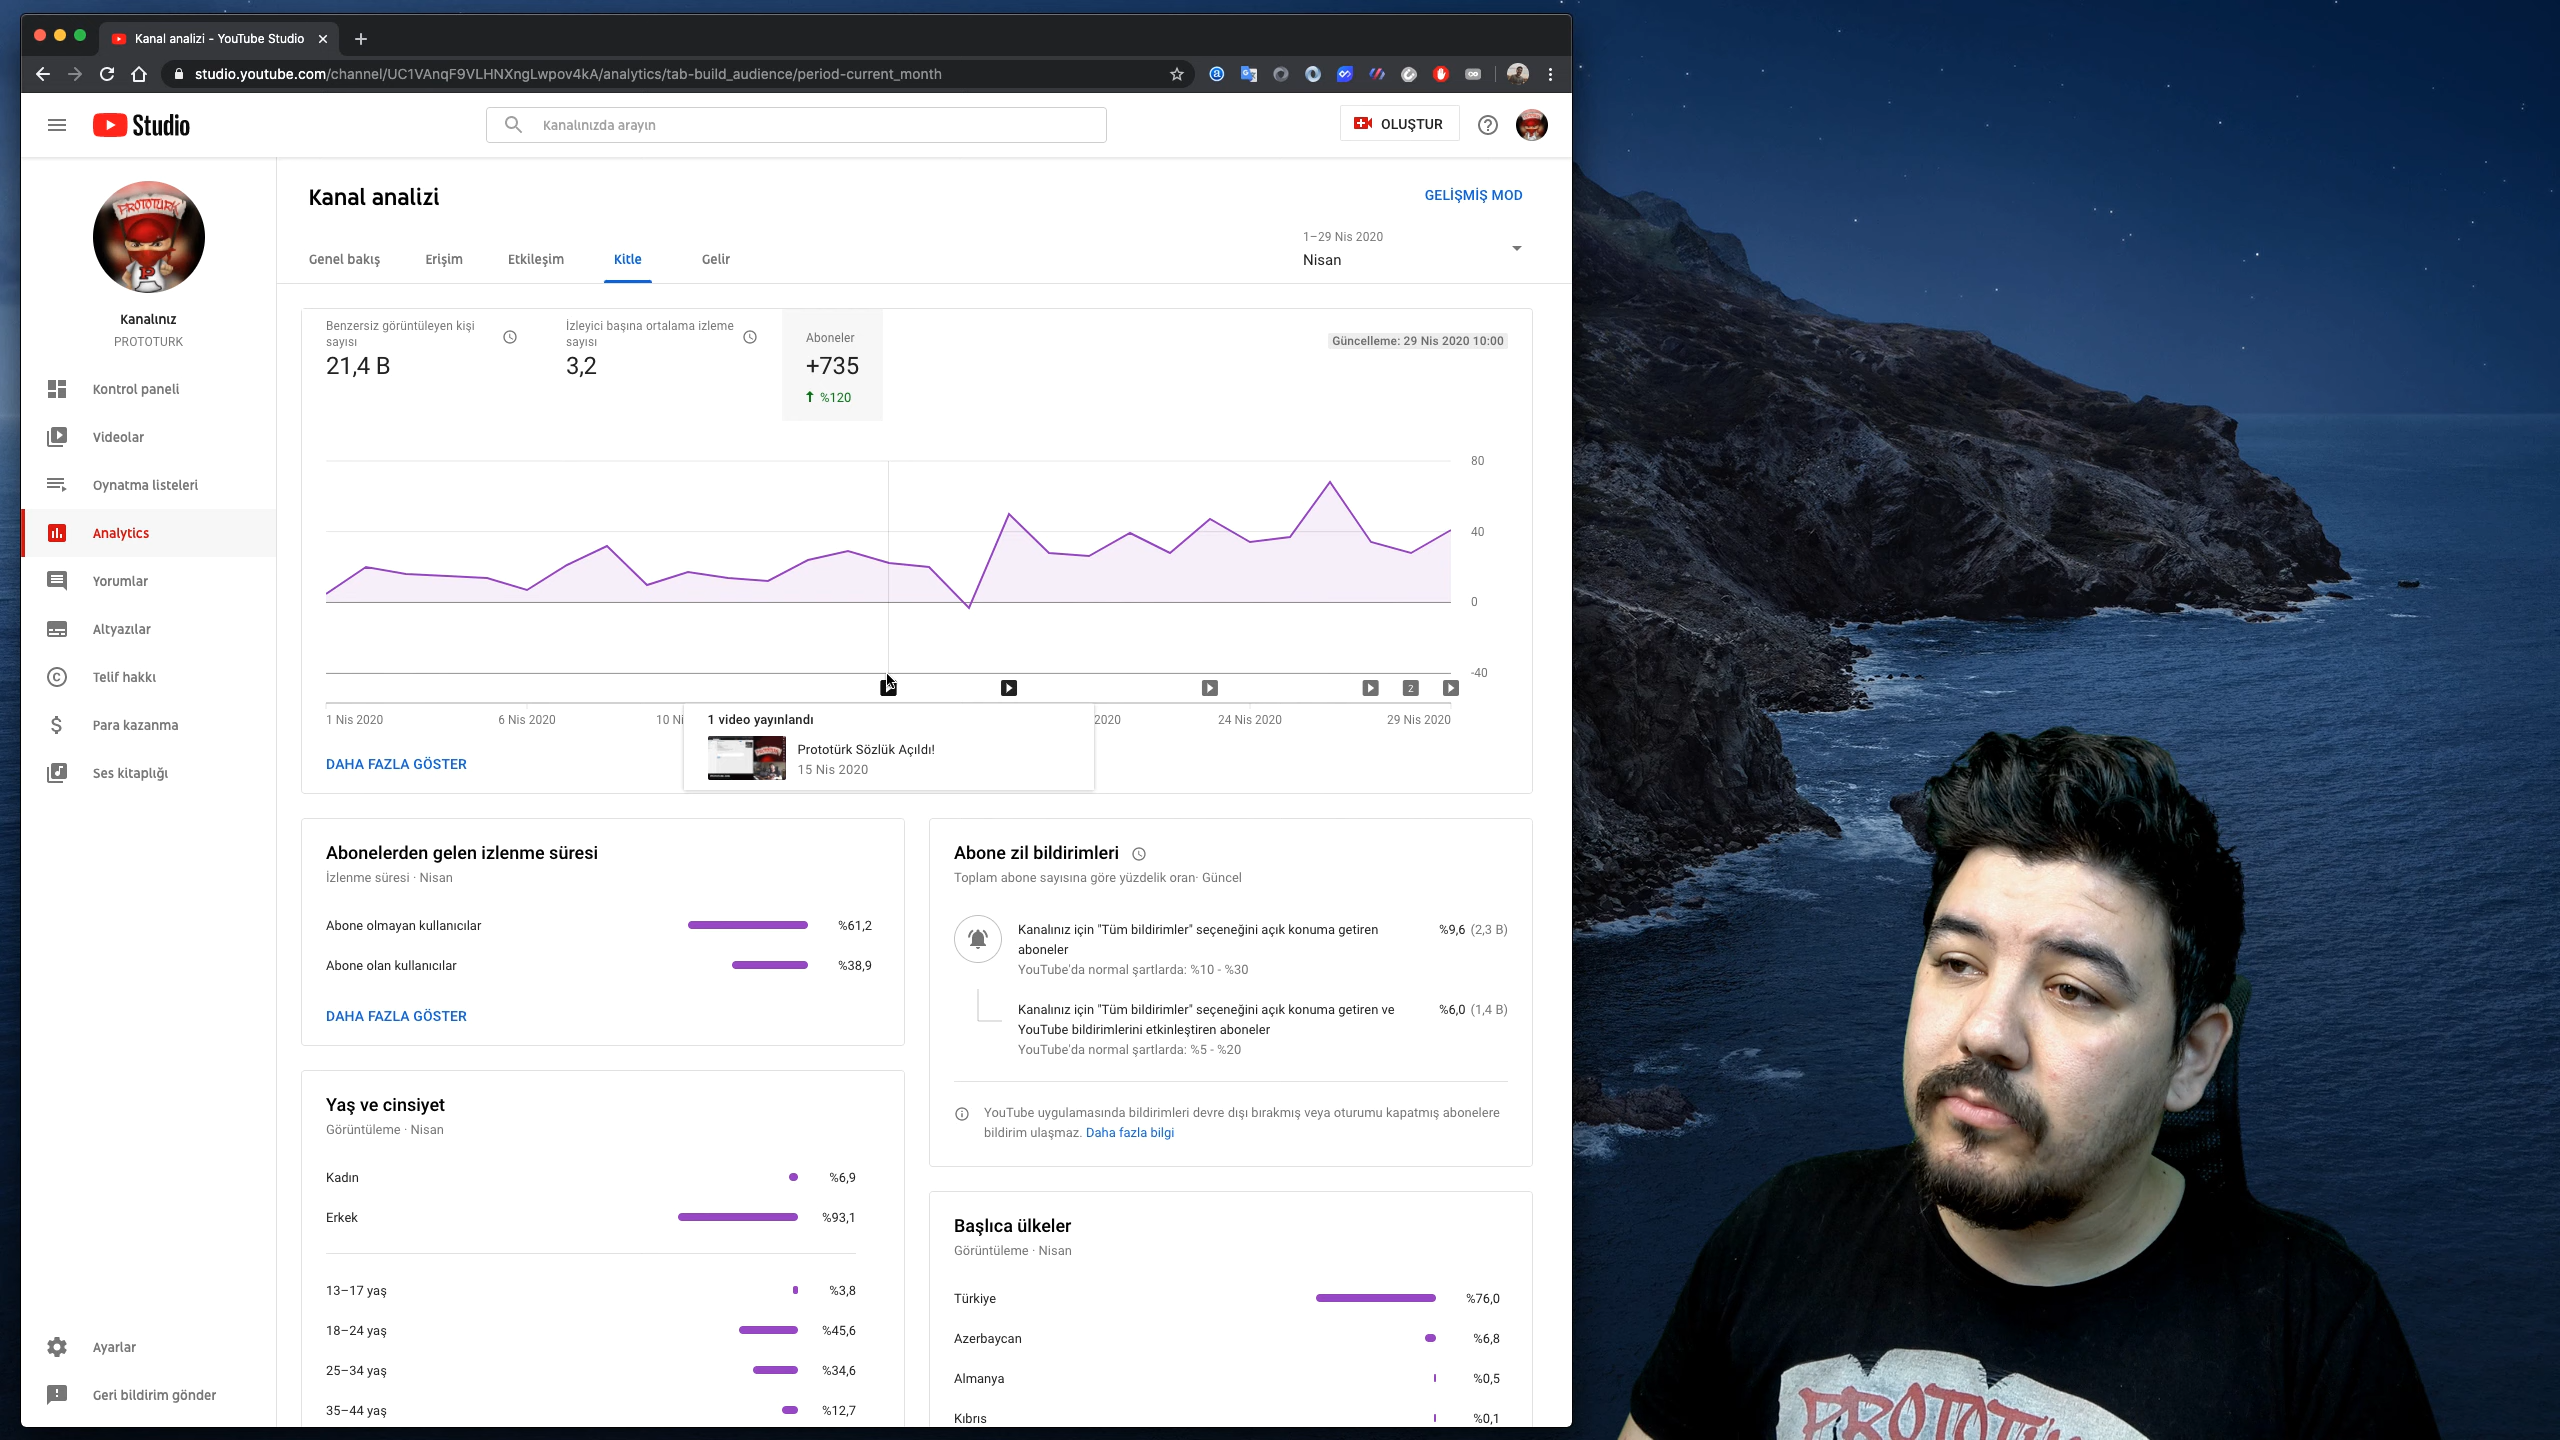 Kanal analizi - YouTube Studio
studio.youtube.com/channel/UC1VAnqF9VLHNXngLwpov4kA/analytics/tab-build_audience/period-current_month
Studio
Kanalınızda arayın
OLUŞTUR
PROTOTURK
Kanalınız
PROTOTURK
Kontrol paneli
Videolar
Oynatma listeleri
Analytics
Yorumlar
Altyazılar
Telif hakkı
Para kazanma
Ses kitaplığı
Ayarlar
Geri bildirim gönder
Kanal analizi
GELİŞMİŞ MOD
Genel bakış
Erişim
Etkileşim
Kitle
Gelir
1–29 Nis 2020
Nisan
Benzersiz görüntüleyen kişi
sayısı
21,4 B
İzleyici başına ortalama izleme
sayısı
3,2
Aboneler
+735
%120
Güncelleme: 29 Nis 2020 10:00
80
40
0
-40
2
1 Nis 2020
6 Nis 2020
10 Ni
2020
24 Nis 2020
29 Nis 2020
1 video yayınlandı
Prototürk Sözlük Açıldı!
15 Nis 2020
DAHA FAZLA GÖSTER
Abonelerden gelen izlenme süresi
İzlenme süresi · Nisan
Abone olmayan kullanıcılar %61,2
Abone olan kullanıcılar %38,9
DAHA FAZLA GÖSTER
Abone zil bildirimleri
Toplam abone sayısına göre yüzdelik oran· Güncel
Kanalınız için "Tüm bildirimler" seçeneğini açık konuma getiren %9,6 (2,3 B)
aboneler
YouTube'da normal şartlarda: %10 - %30
Kanalınız için "Tüm bildirimler" seçeneğini açık konuma getiren ve %6,0 (1,4 B)
YouTube bildirimlerini etkinleştiren aboneler
YouTube'da normal şartlarda: %5 - %20
YouTube uygulamasında bildirimleri devre dışı bırakmış veya oturumu kapatmış abonelere
bildirim ulaşmaz. Daha fazla bilgi
Yaş ve cinsiyet
Görüntüleme · Nisan
Kadın %6,9
Erkek %93,1
13–17 yaş %3,8
18–24 yaş %45,6
25–34 yaş %34,6
35–44 yaş %12,7
Başlıca ülkeler
Görüntüleme · Nisan
Türkiye %76,0
Azerbaycan %6,8
Almanya %0,5
Kıbrıs %0,1